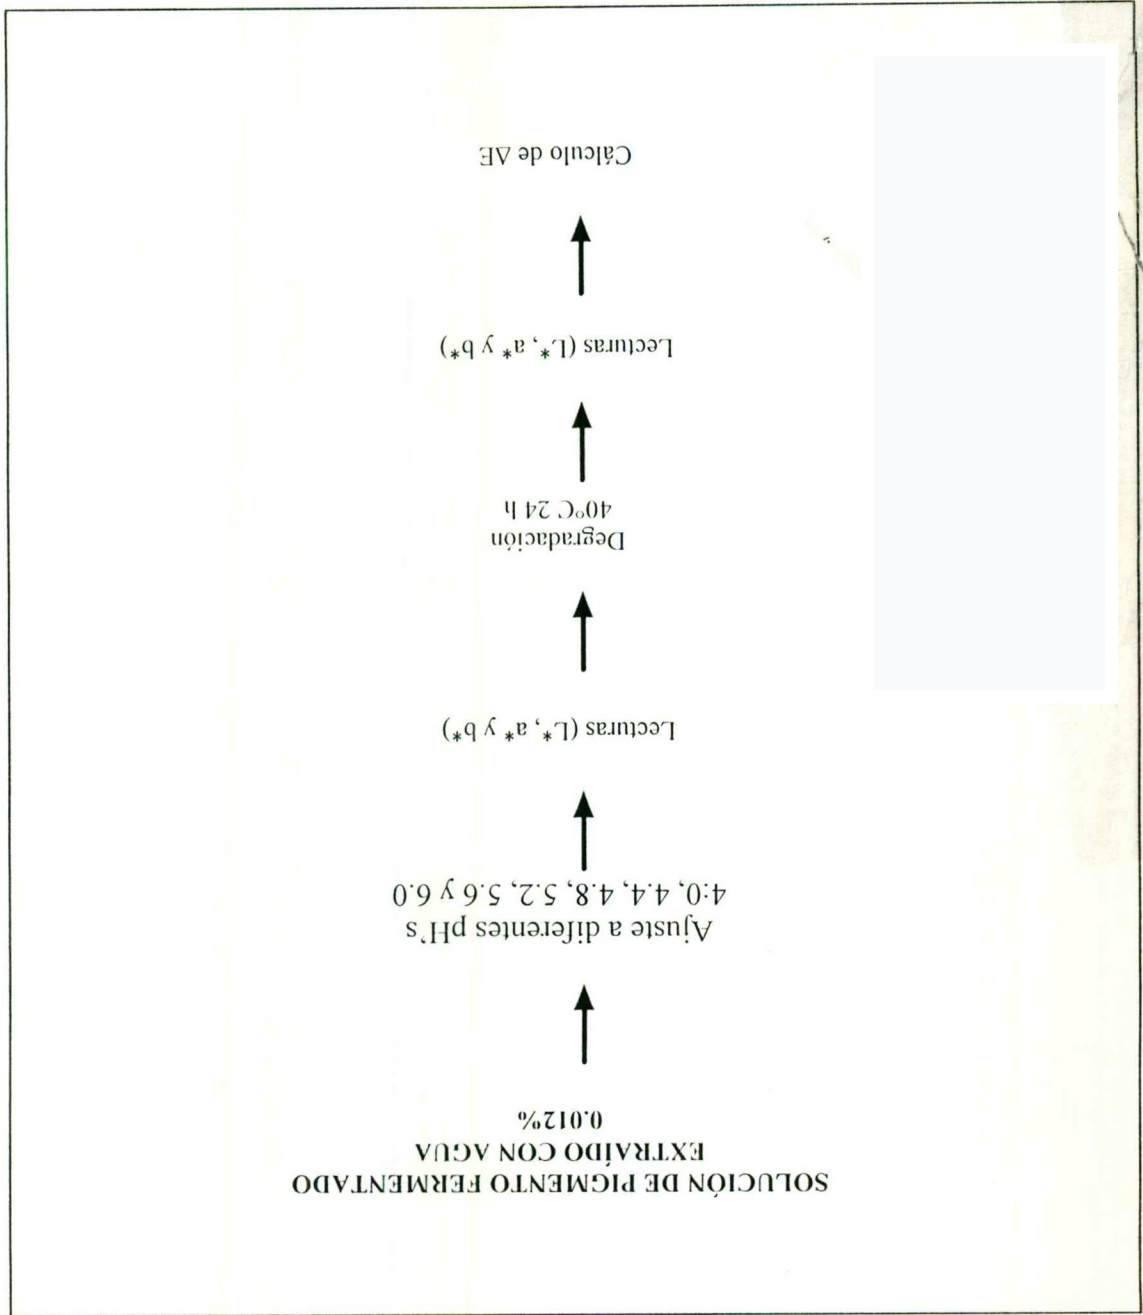 SOLUCIÓN DE PIGMENTO FERMENTADO
EXTRAÍDO CON AGUA
0.012%
Ajuste a diferentes pH's
4:0, 4.4, 4.8, 5.2, 5.6 y 6.0
Lecturas (L*, a* y b*)
Degradación
40°C 24 h
Lecturas (L*, a* y b*)
Cálculo de ΔE